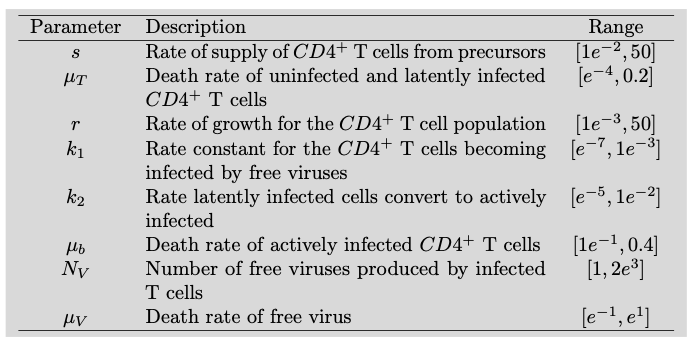 Parameter Description Range
s Rate of supply of CD4⁺ T cells from precursors [1e⁻², 50]
μ_T Death rate of uninfected and latently infected [e⁻⁴, 0.2]
CD4⁺ T cells
r Rate of growth for the CD4⁺ T cell population [1e⁻³, 50]
k₁ Rate constant for the CD4⁺ T cells becoming [e⁻⁷, 1e⁻³]
infected by free viruses
k₂ Rate latently infected cells convert to actively [e⁻⁵, 1e⁻²]
infected
μ_b Death rate of actively infected CD4⁺ T cells [1e⁻¹, 0.4]
N_V Number of free viruses produced by infected [1, 2e³]
T cells
μ_V Death rate of free virus [e⁻¹, e¹]